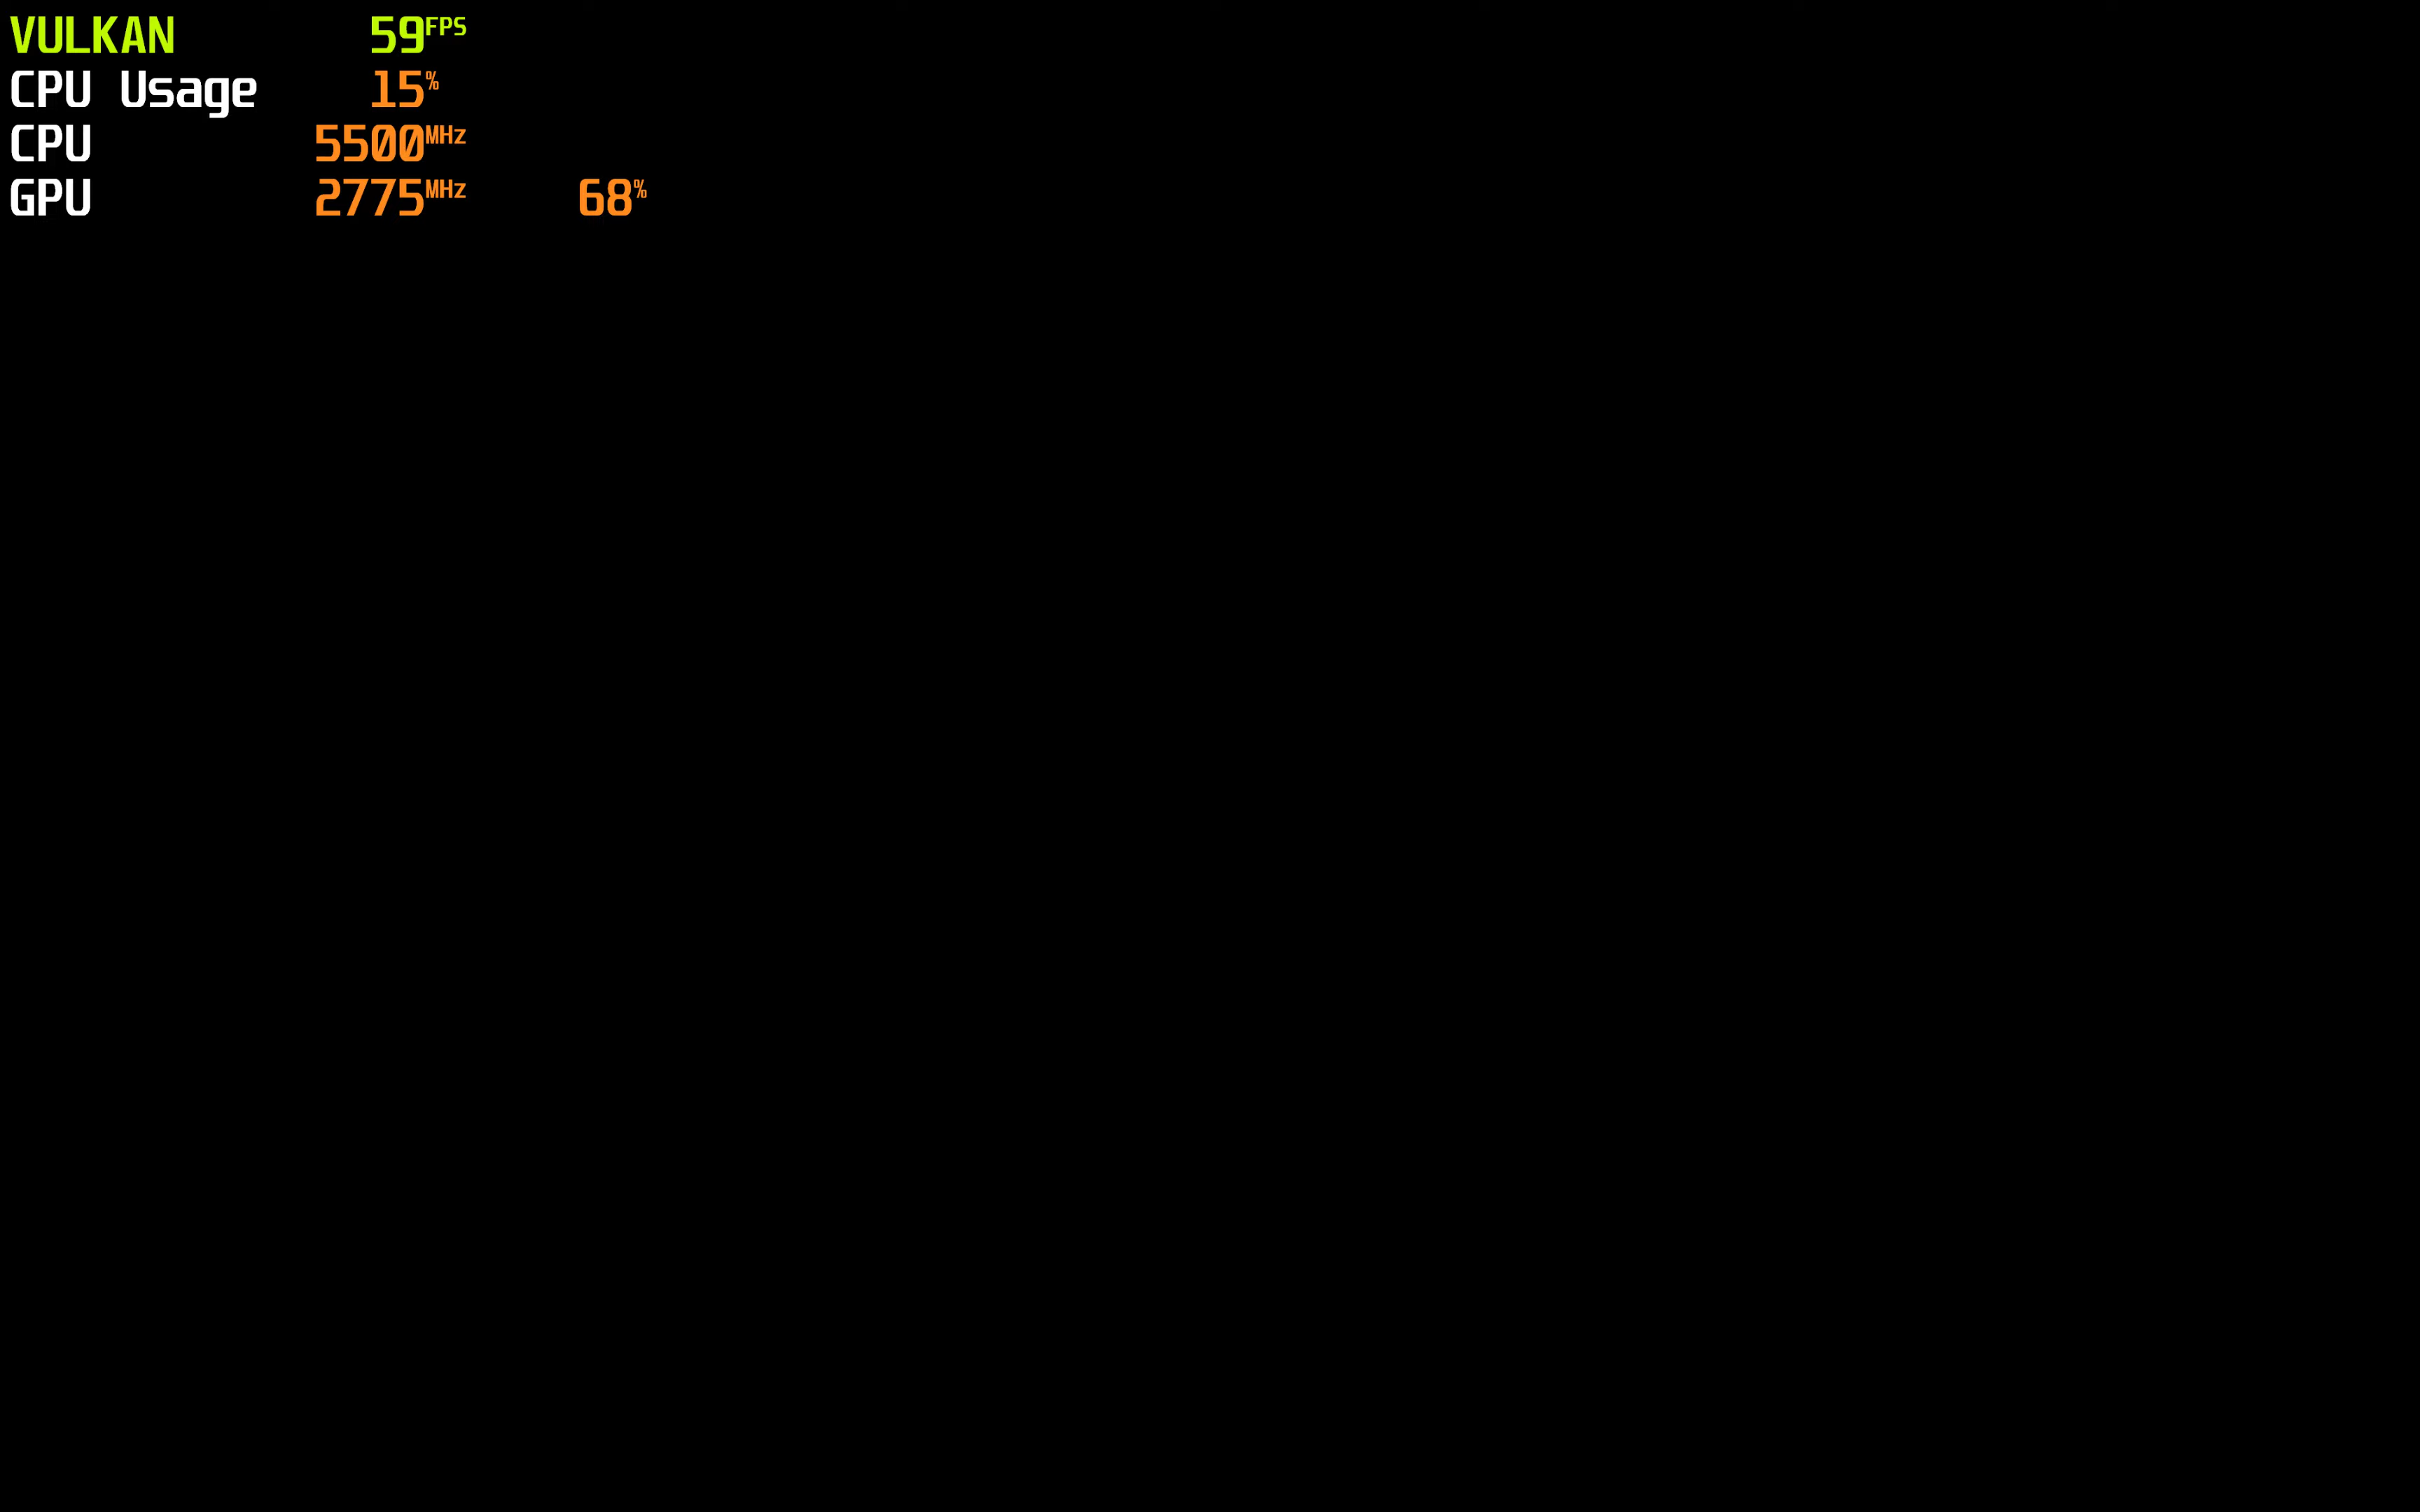 VULKAN 59FPS
CPU Usage 15%
CPU 5500MHz
GPU 2775MHz 68%